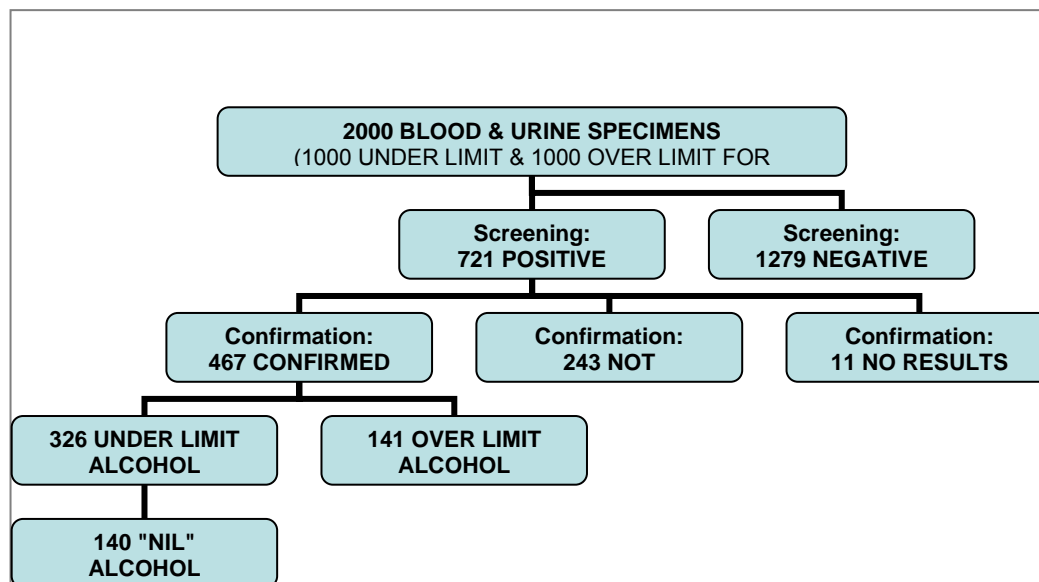 2000 BLOOD & URINE SPECIMENS
(1000 UNDER LIMIT & 1000 OVER LIMIT FOR
Screening:
721 POSITIVE
Screening:
1279 NEGATIVE
Confirmation:
467 CONFIRMED
Confirmation:
243 NOT
Confirmation:
11 NO RESULTS
326 UNDER LIMIT
ALCOHOL
141 OVER LIMIT
ALCOHOL
140 "NIL"
ALCOHOL